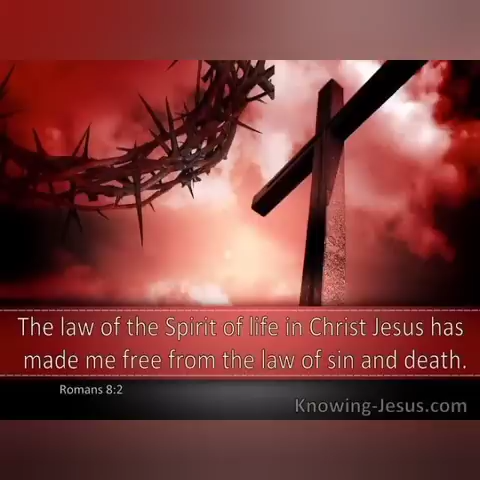 The law of the Spirit of life in Christ Jesus has
made me free from the law of sin and death.
Romans 8:2
Knowing-Jesus.com